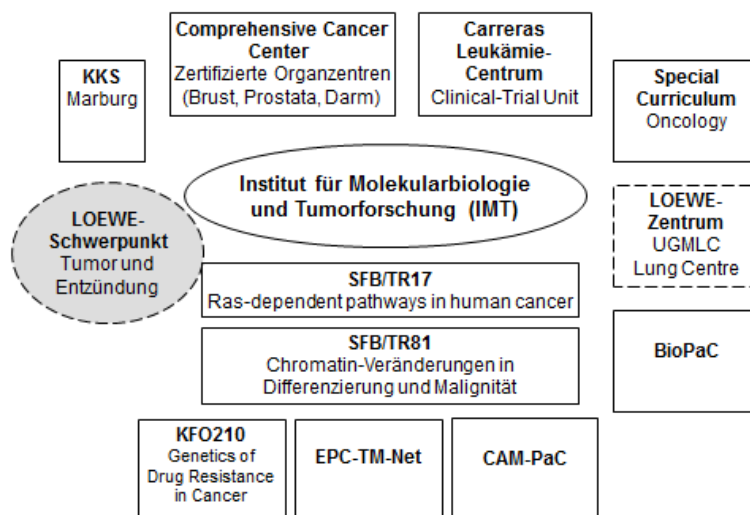 Comprehensive Cancer
Center
Zertifizierte Organzentren
(Brust, Prostata, Darm)
Carreras
Leukämie-
Centrum
Clinical-Trial Unit
KKS
Marburg
Special
Curriculum
Oncology
Institut für Molekularbiologie
und Tumorforschung (IMT)
LOEWE-
Schwerpunkt
Tumor und
Entzündung
LOEWE-
Zentrum
UGMLC
Lung Centre
SFB/TR17
Ras-dependent pathways in human cancer
SFB/TR81
Chromatin-Veränderungen in
Differenzierung und Malignität
BioPaC
KFO210
Genetics of
Drug Resistance
in Cancer
EPC-TM-Net
CAM-PaC